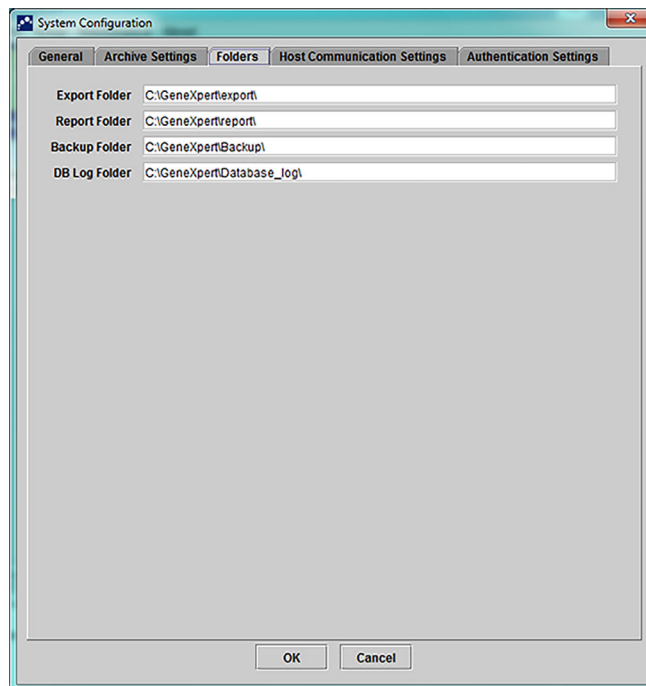 System Configuration
General Archive Settings Folders Host Communication Settings Authentication Settings
Export Folder C:\GeneXpert\export\
Report Folder C:\GeneXpert\report\
Backup Folder C:\GeneXpert\Backup\
DB Log Folder C:\GeneXpert\Database_log\
OK Cancel